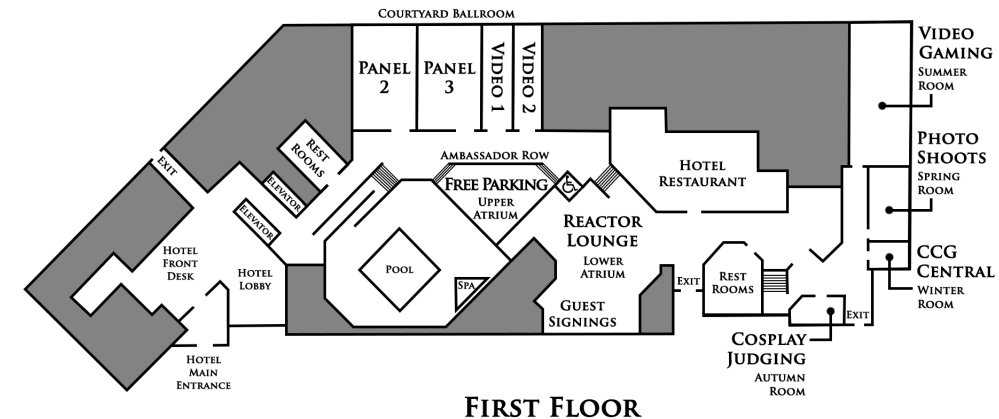 COURTYARD BALLROOM
PANEL
2
PANEL
3
VIDEO 1
VIDEO 2
VIDEO
GAMING
SUMMER
ROOM
PHOTO
SHOOTS
SPRING
ROOM
CCG
CENTRAL
WINTER
ROOM
EXIT
REST
ROOMS
ELEVATOR
ELEVATOR
AMBASSADOR ROW
FREE PARKING
UPPER
ATRIUM
HOTEL
RESTAURANT
REACTOR
LOUNGE
LOWER
ATRIUM
HOTEL
FRONT
DESK
HOTEL
LOBBY
POOL
SPA
GUEST
SIGNINGS
EXIT
REST
ROOMS
EXIT
COSPLAY
JUDGING
AUTUMN
ROOM
HOTEL
MAIN
ENTRANCE
FIRST FLOOR